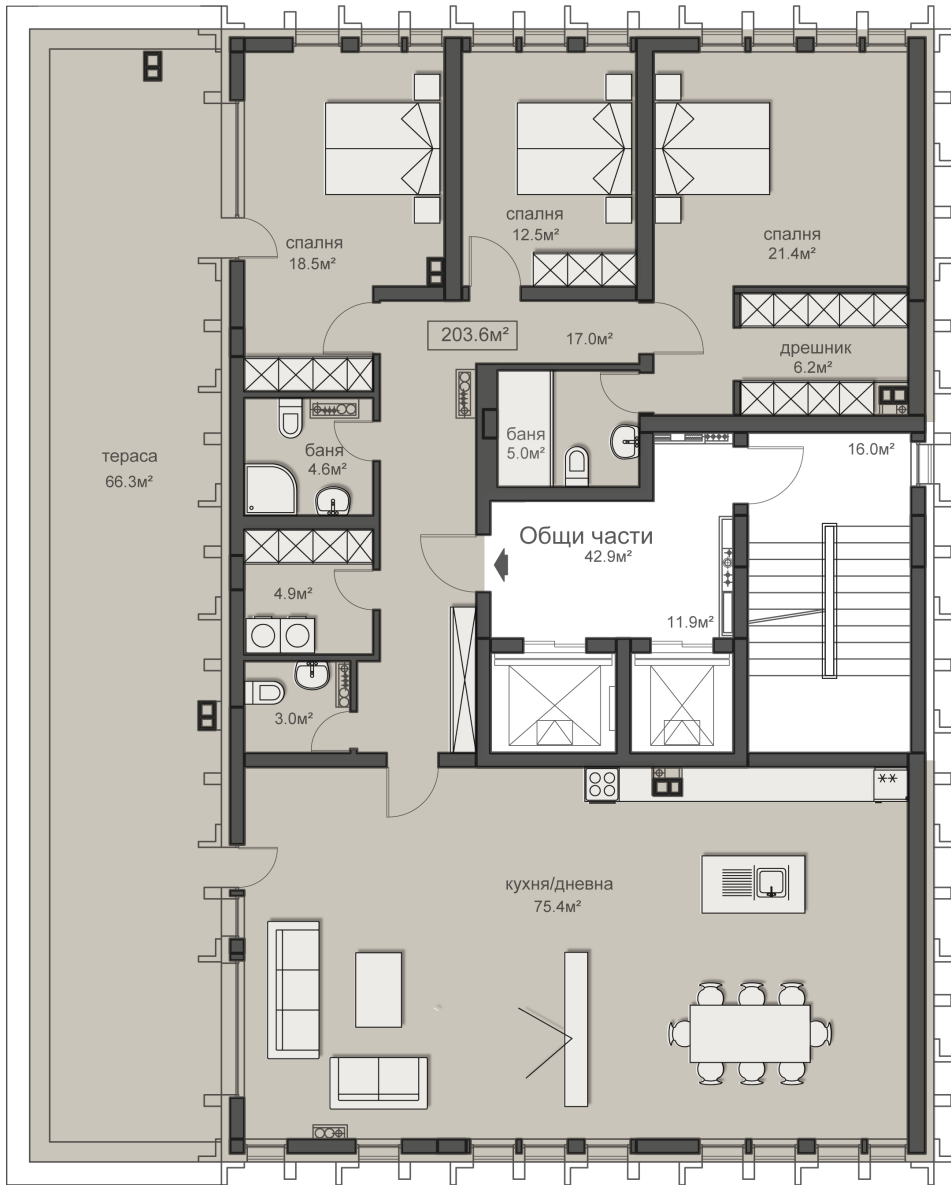 спалня
12.5м²
спалня
18.5м²
спалня
21.4м²
203.6м²
17.0м²
дрешник
6.2м²
баня
5.0м²
баня
4.6м²
16.0м²
тераса
66.3м²
Общи части
42.9м²
4.9м²
11.9м²
3.0м²
**
кухня/дневна
75.4м²